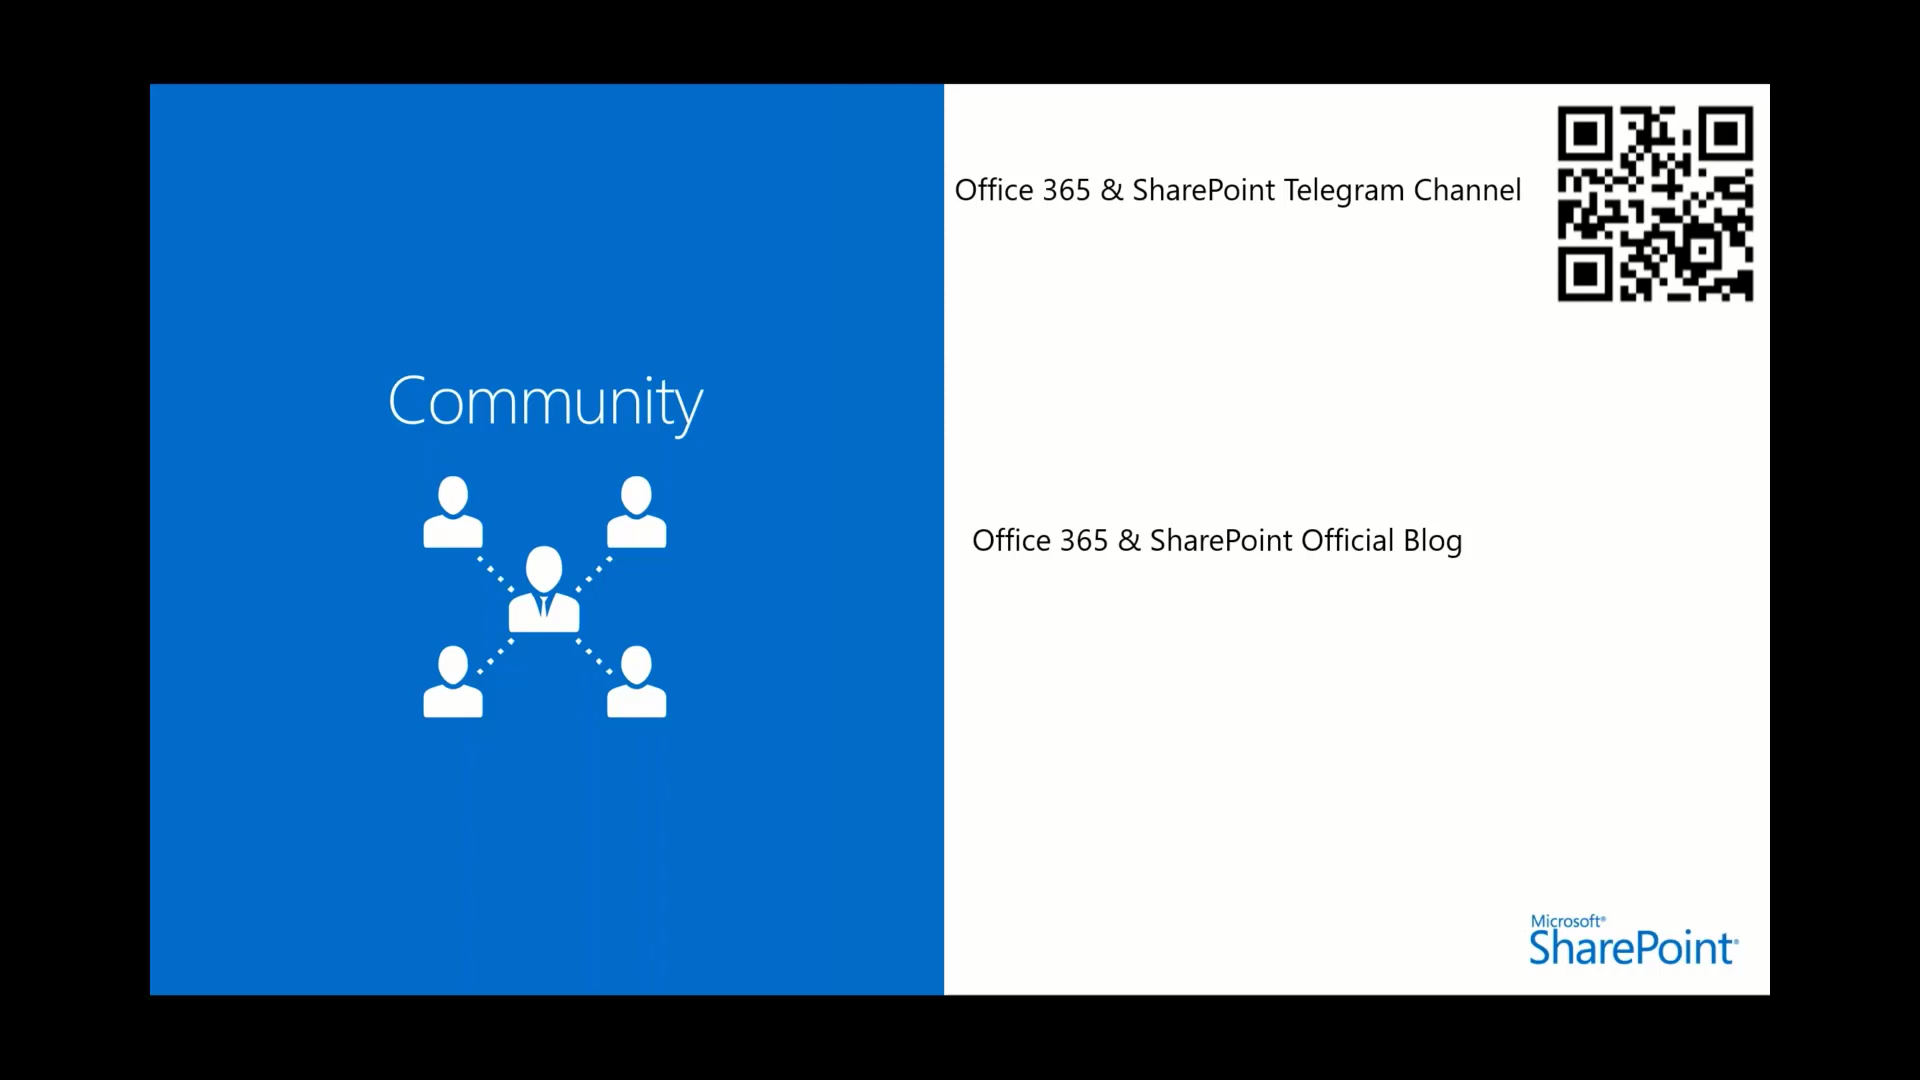 Community
Office 365 & SharePoint Telegram Channel
Office 365 & SharePoint Official Blog
Microsoft®
SharePoint®